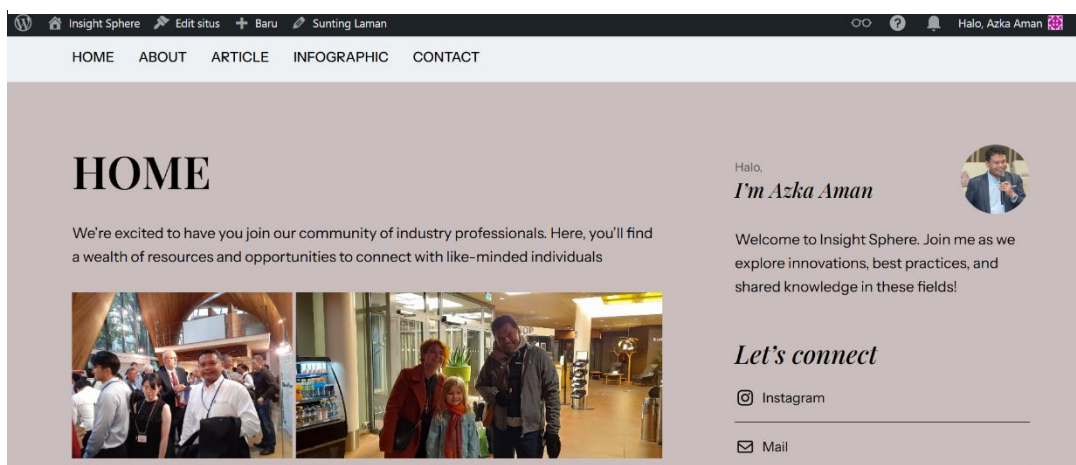 Insight Sphere Edit situs Baru Sunting Laman Halo, Azka Aman
HOME ABOUT ARTICLE INFOGRAPHIC CONTACT
HOME
We're excited to have you join our community of industry professionals. Here, you'll find
a wealth of resources and opportunities to connect with like-minded individuals
Halo,
I'm Azka Aman
Welcome to Insight Sphere. Join me as we
explore innovations, best practices, and
shared knowledge in these fields!
Let's connect
Instagram
Mail